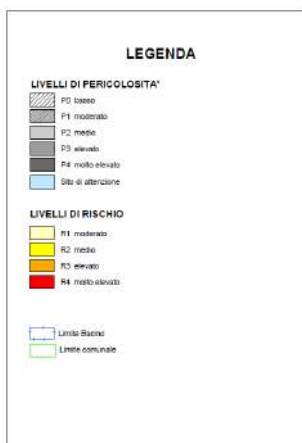 LEGENDA
LIVELLI DI PERICOLOSITA'
P0 basso
P1 moderato
P2 medio
P3 elevato
P4 molto elevato
Sito di attenzione
LIVELLI DI RISCHIO
R1 moderato
R2 medio
R3 elevato
R4 molto elevato
Limite Bacino
Limite comunale